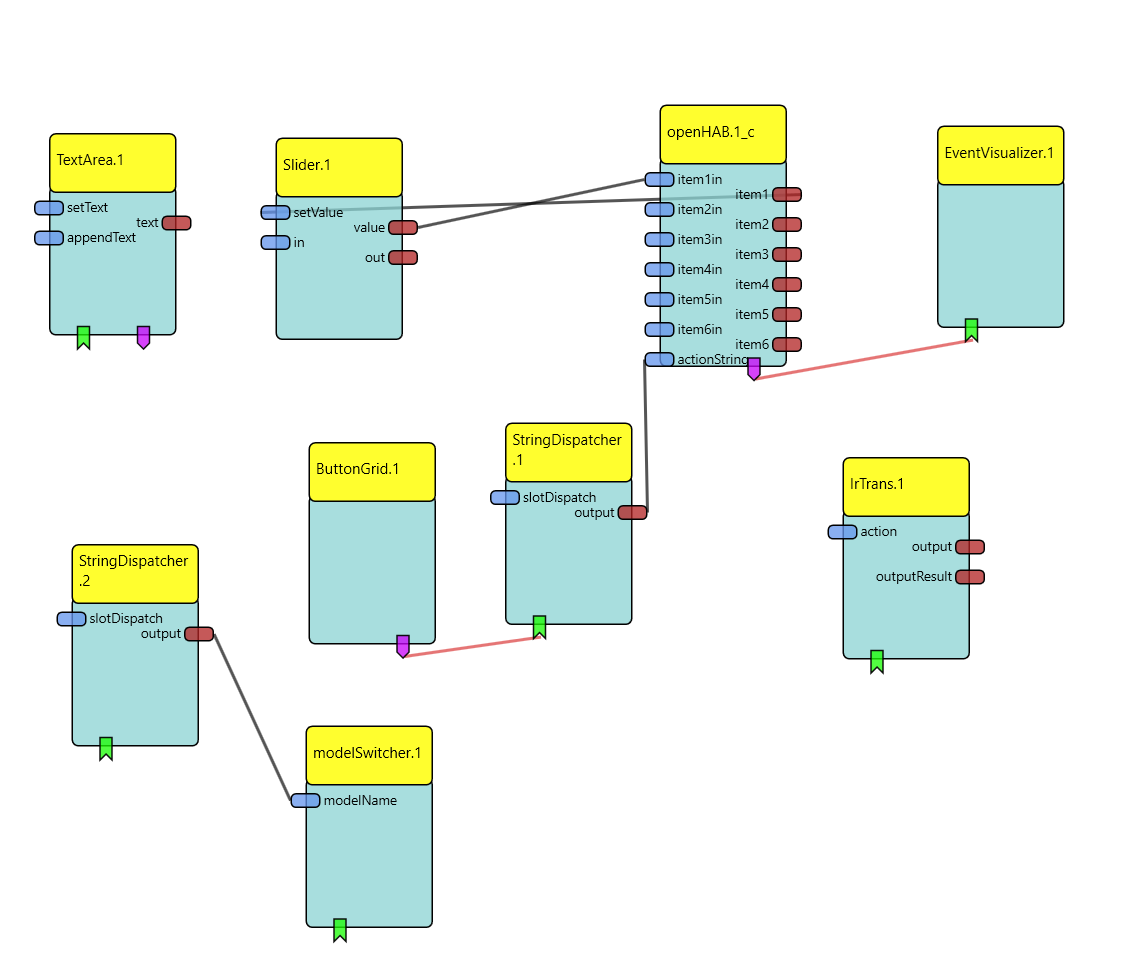 TextArea.1
setText
text
appendText
Slider.1
setValue
value
in
out
openHAB.1_c
item1in
item1
item2in
item2
item3in
item3
item4in
item4
item5in
item5
item6in
item6
actionString
EventVisualizer.1
ButtonGrid.1
StringDispatcher
.1
slotDispatch
output
IrTrans.1
action
output
outputResult
StringDispatcher
.2
slotDispatch
output
modelSwitcher.1
modelName